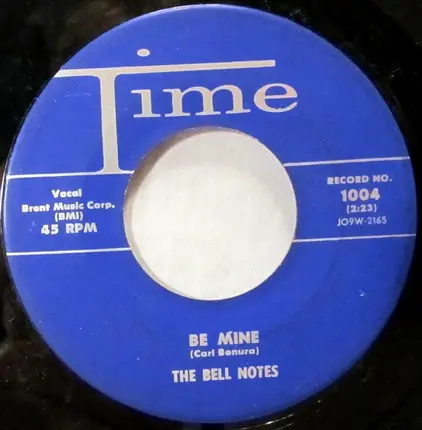 Time
Vocal
Brent Music Corp.
(BMI)
45 RPM
RECORD NO.
1004
(2:23)
JO9W-2165
BE MINE
(Carl Bonura)
THE BELL NOTES